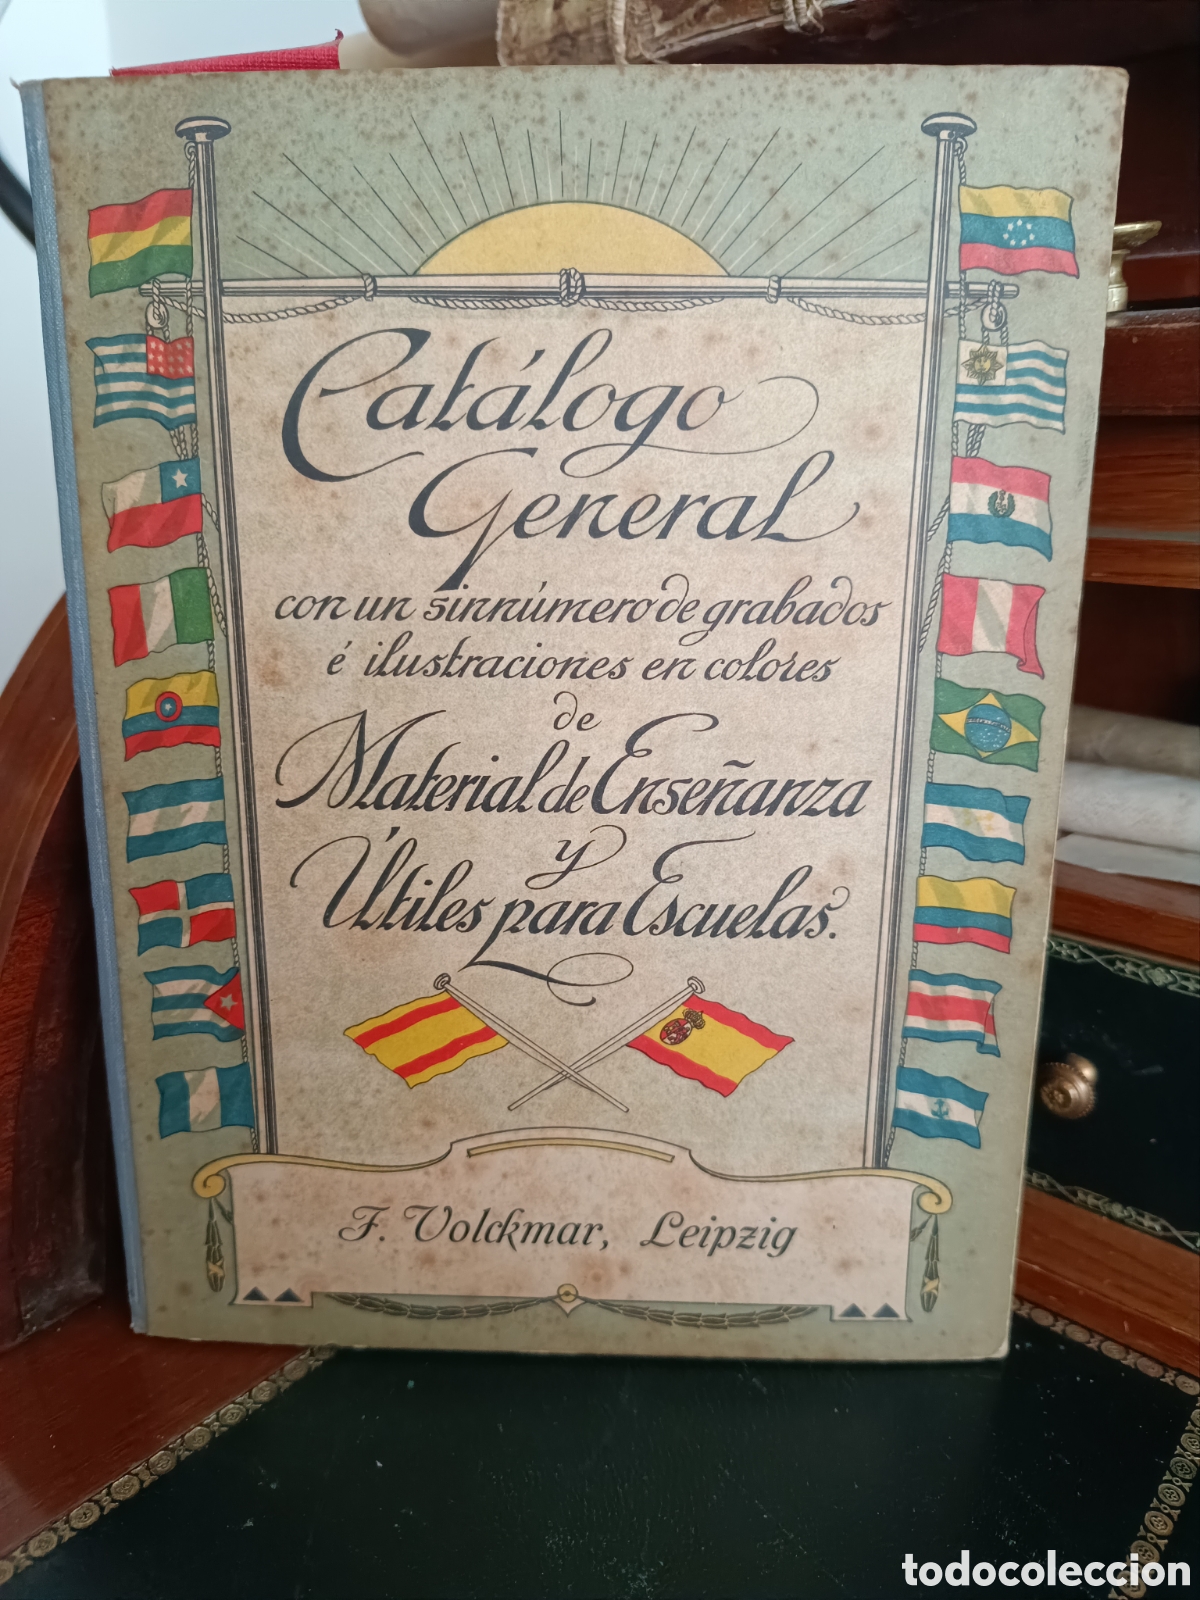 Catálogo
General
con un sinnúmero de grabados
é ilustraciones en colores
de
Material de Enseñanza
y
Útiles para Escuelas.
F. Volckmar, Leipzig
todocoleccion